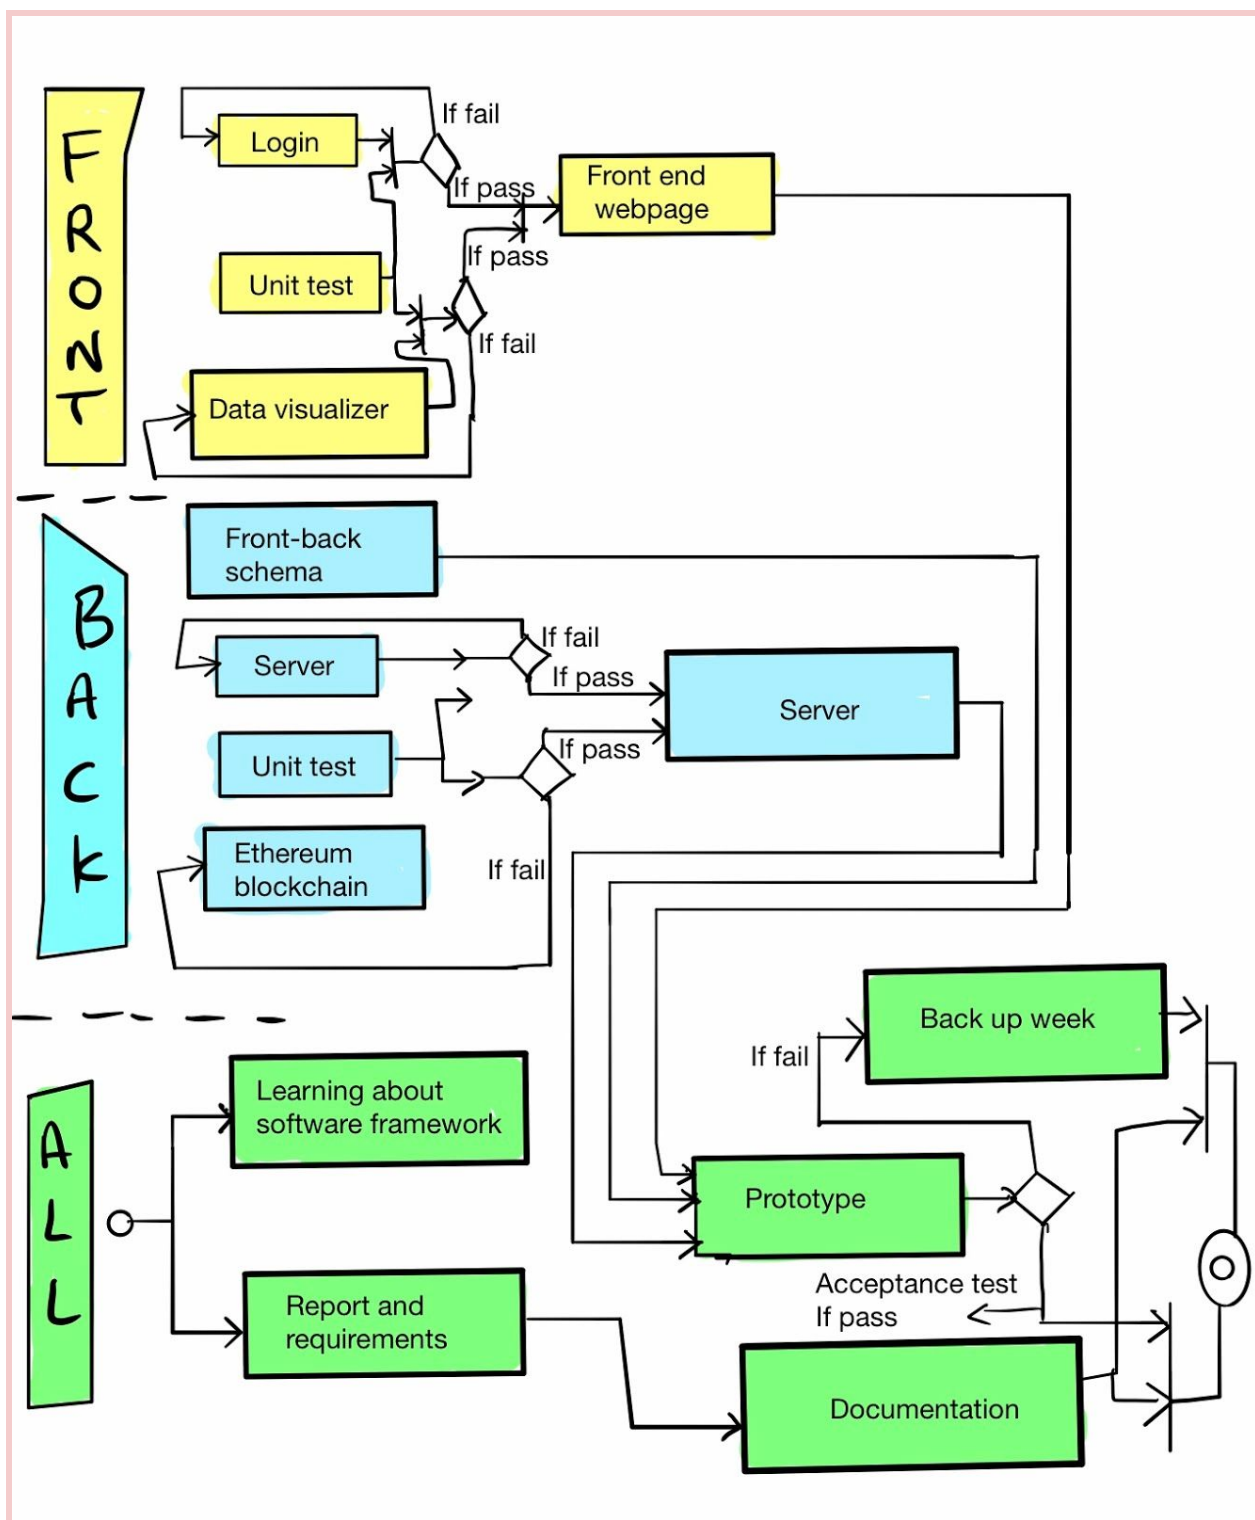 FRONT
If fail
Login
If pass
Front end
webpage
If pass
Unit test
If fail
Data visualizer
BACK
Front-back
schema
If fail
Server
If pass
Server
If pass
Unit test
Ethereum
blockchain
If fail
ALL
Back up week
If fail
Learning about
software framework
Prototype
Acceptance test
If pass
Report and
requirements
Documentation